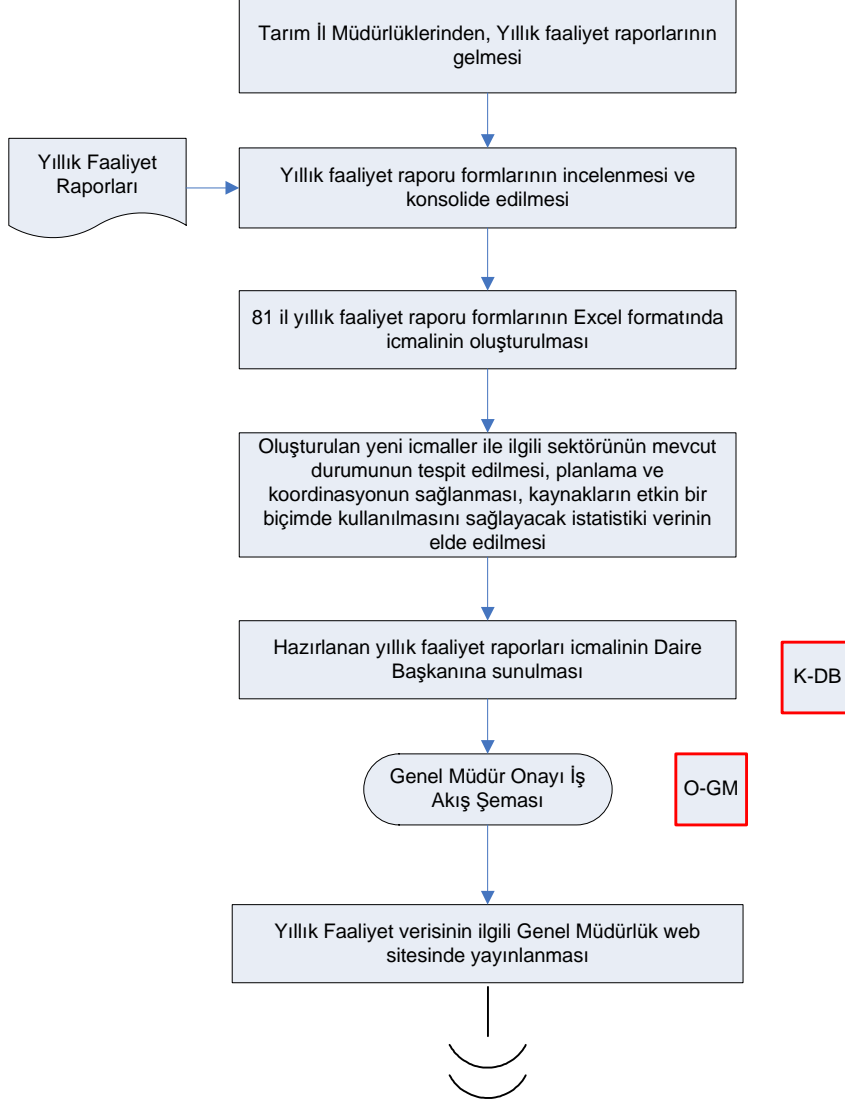 Tarım İl Müdürlüklerinden, Yıllık faaliyet raporlarının
gelmesi
Yıllık Faaliyet
Raporları
Yıllık faaliyet raporu formlarının incelenmesi ve
konsolide edilmesi
81 il yıllık faaliyet raporu formlarının Excel formatında
icmalinin oluşturulması
Oluşturulan yeni icmaller ile ilgili sektörünün mevcut
durumunun tespit edilmesi, planlama ve
koordinasyonun sağlanması, kaynakların etkin bir
biçimde kullanılmasını sağlayacak istatistiki verinin
elde edilmesi
Hazırlanan yıllık faaliyet raporları icmalinin Daire
Başkanına sunulması
K-DB
Genel Müdür Onayı İş
Akış Şeması
O-GM
Yıllık Faaliyet verisinin ilgili Genel Müdürlük web
sitesinde yayınlanması